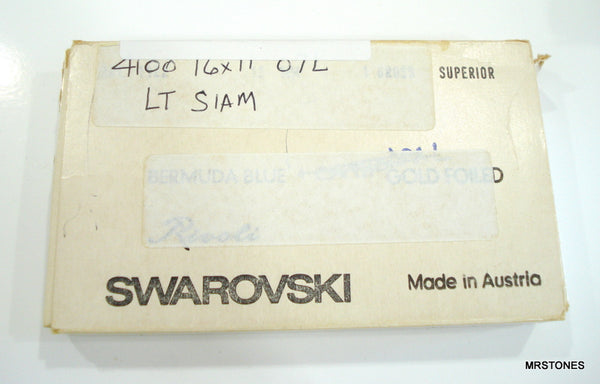 4100 16x11 O/L
SUPERIOR
LT SIAM
BERMUDA BLUE GOLD FOILED
Rivoli
SWAROVSKI Made in Austria
MRSTONES